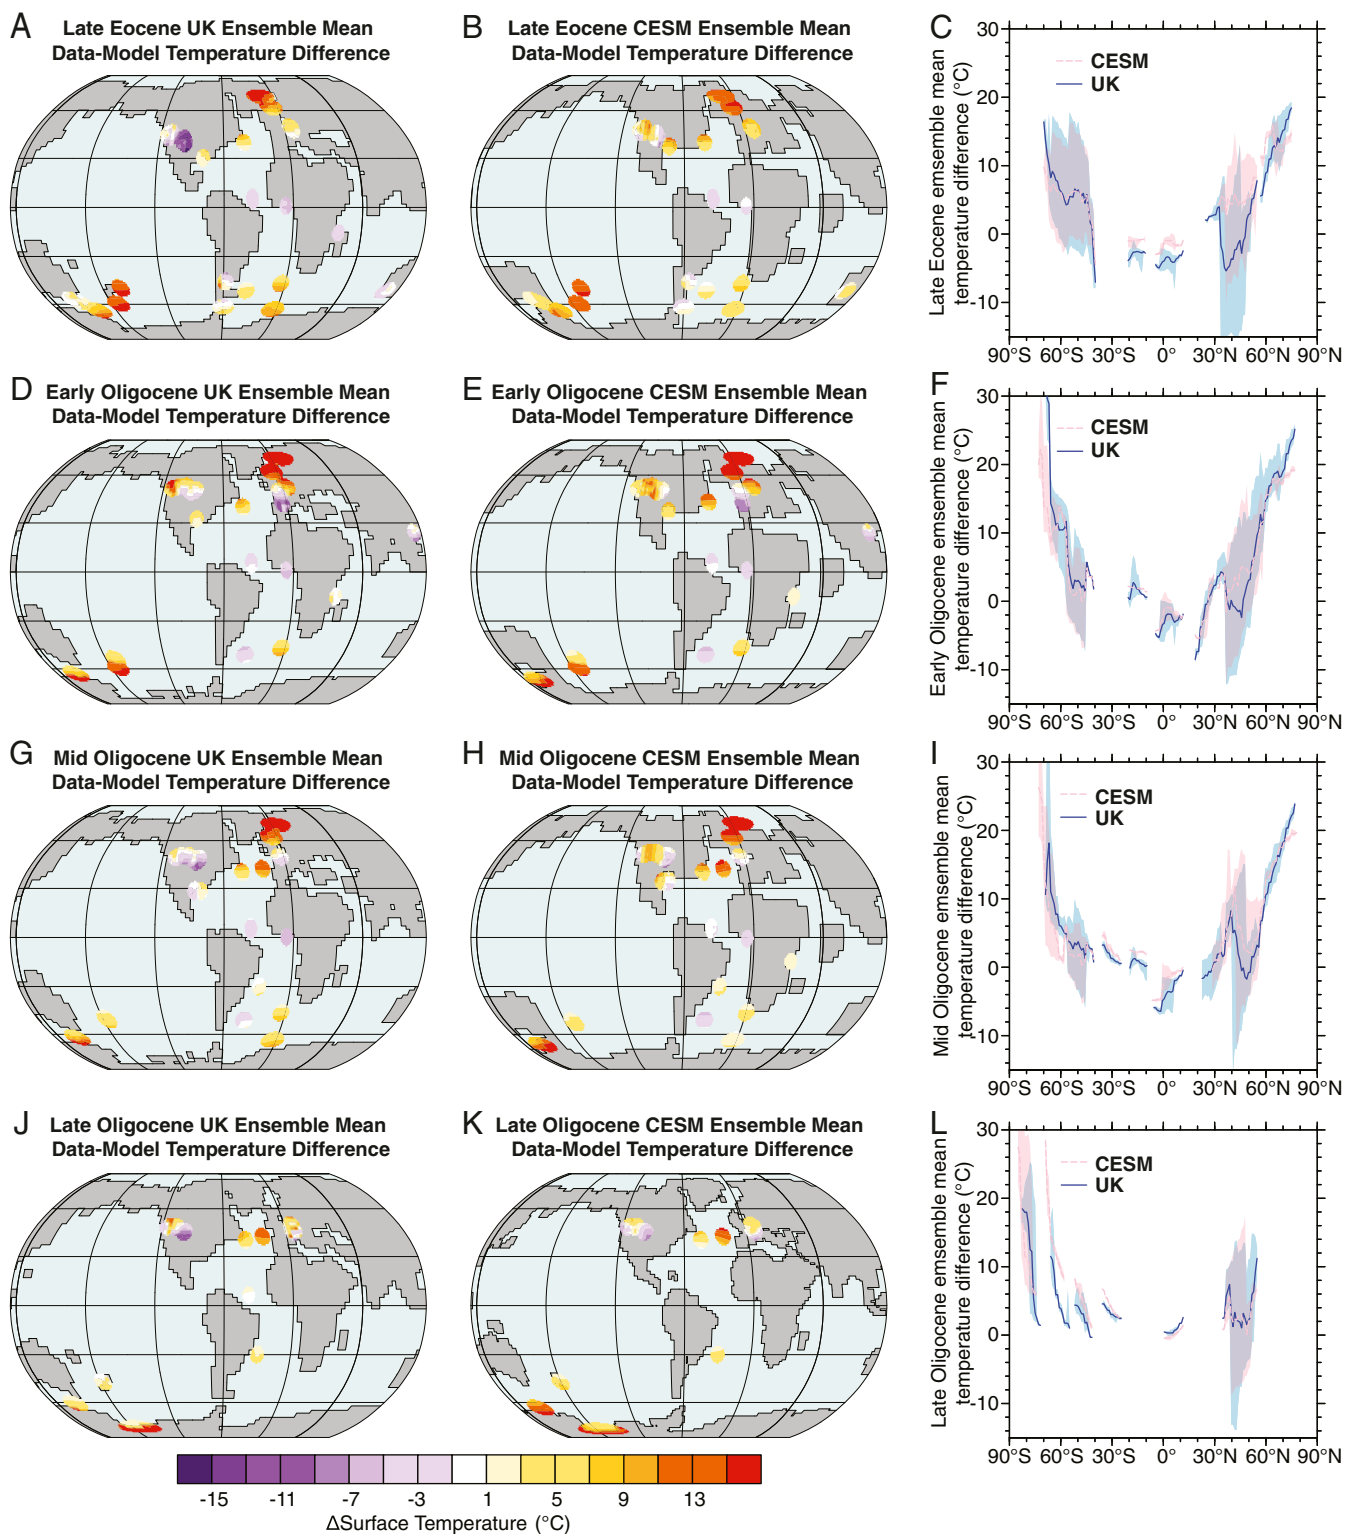 A Late Eocene UK Ensemble Mean
Data-Model Temperature Difference
B Late Eocene CESM Ensemble Mean
Data-Model Temperature Difference
C
Late Eocene emsemble mean
temperature difference (°C)
30
20
10
0
-10
CESM
UK
90°S 60°S 30°S 0° 30°N 60°N 90°N
D Early Oligocene UK Ensemble Mean
Data-Model Temperature Difference
E Early Oligocene CESM Ensemble Mean
Data-Model Temperature Difference
F
Early Oligocene emsemble mean
temperature difference (°C)
30
20
10
0
-10
CESM
UK
90°S 60°S 30°S 0° 30°N 60°N 90°N
G Mid Oligocene UK Ensemble Mean
Data-Model Temperature Difference
H Mid Oligocene CESM Ensemble Mean
Data-Model Temperature Difference
I
Mid Oligocene emsemble mean
temperature difference (°C)
30
20
10
0
-10
CESM
UK
90°S 60°S 30°S 0° 30°N 60°N 90°N
J Late Oligocene UK Ensemble Mean
Data-Model Temperature Difference
K Late Oligocene CESM Ensemble Mean
Data-Model Temperature Difference
L
Late Oligocene emsemble mean
temperature difference (°C)
30
20
10
0
-10
CESM
UK
90°S 60°S 30°S 0° 30°N 60°N 90°N
-15 -11 -7 -3 1 5 9 13
ΔSurface Temperature (°C)